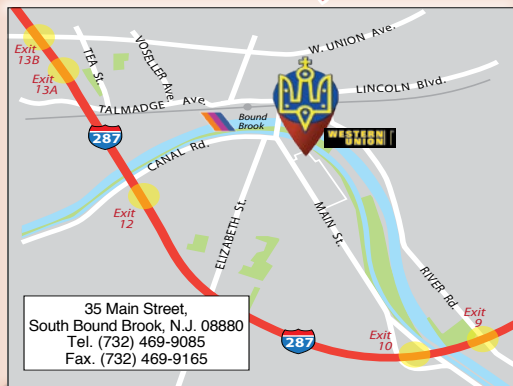 Exit
13B
Exit
13A
TEA St.
VOSELLER Ave.
W. UNION Ave.
LINCOLN Blvd.
TALMADGE Ave.
Bound
Brook
WESTERN
UNION
287
CANAL Rd.
Exit
12
ELIZABETH St.
MAIN St.
RIVER Rd.
Exit
9
Exit
10
287
35 Main Street,
South Bound Brook, N.J. 08880
Tel. (732) 469-9085
Fax. (732) 469-9165